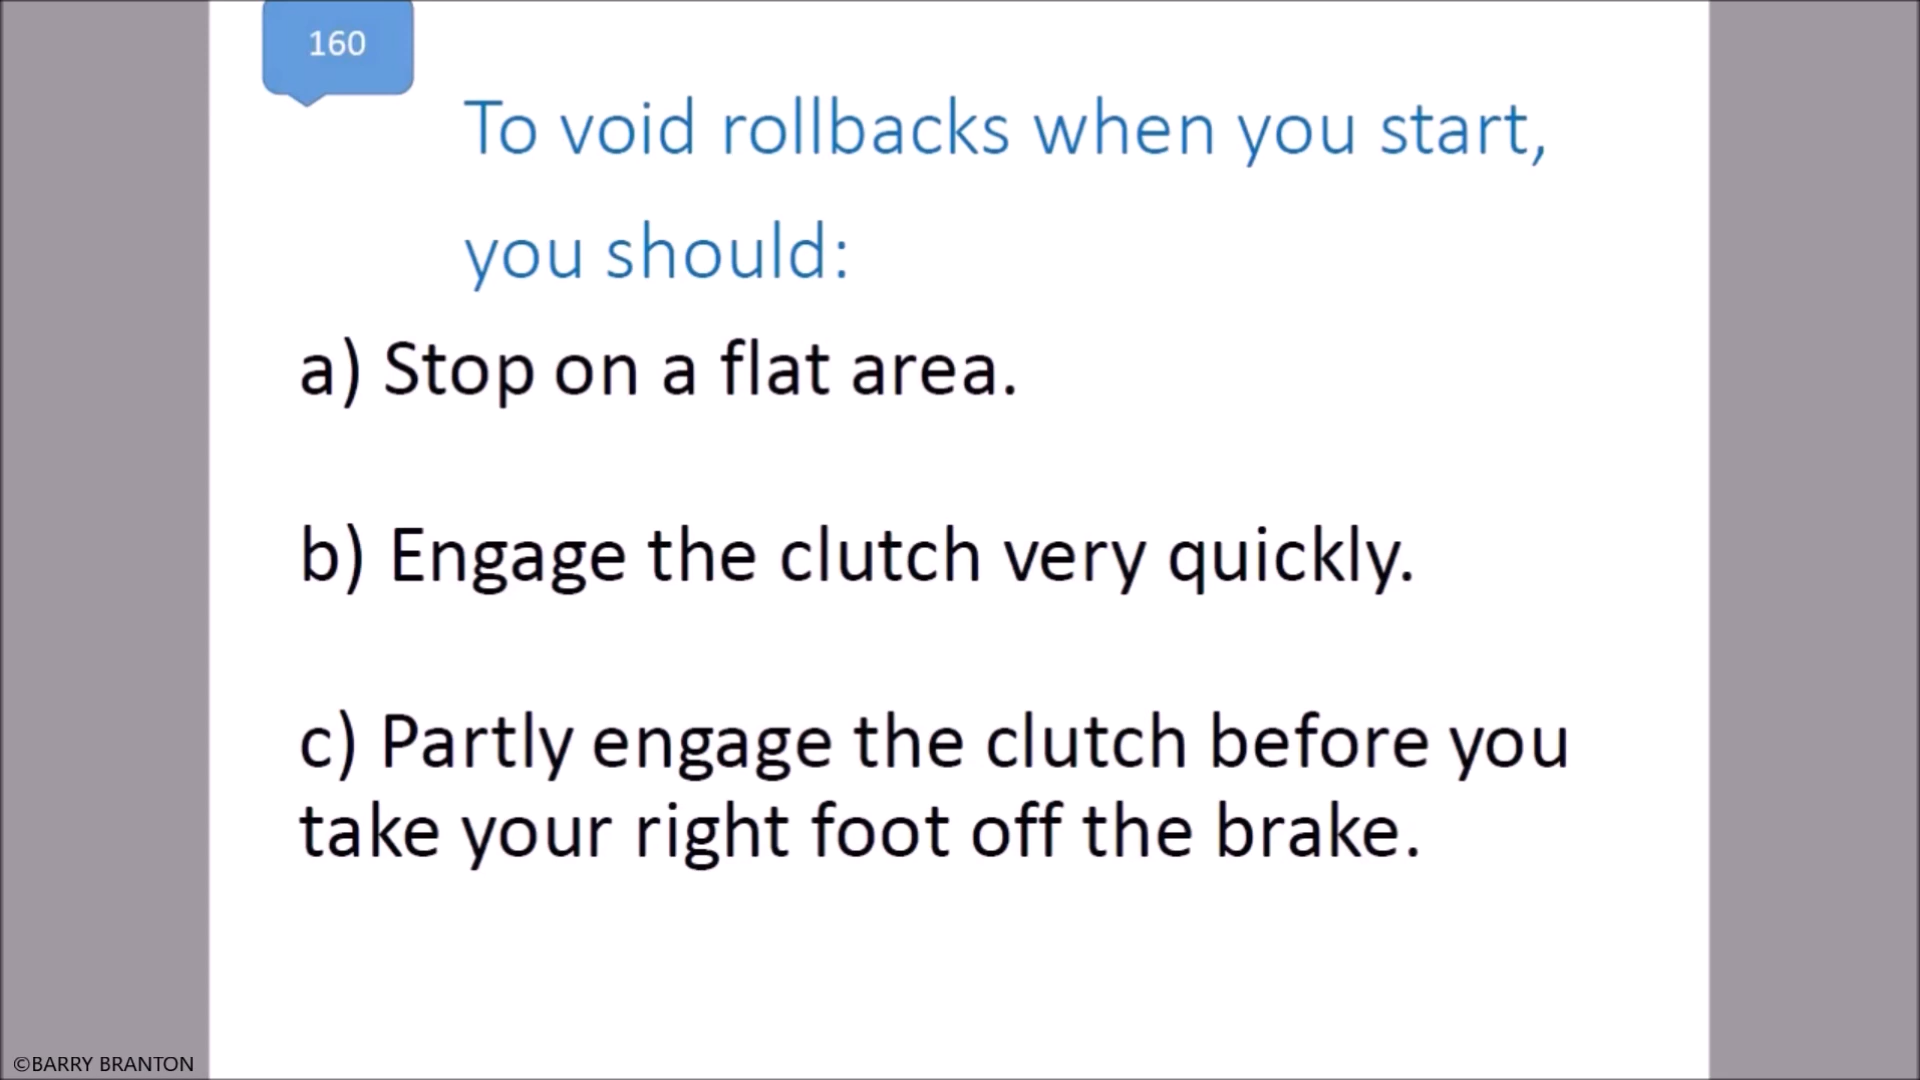 160
To void rollbacks when you start,
you should:
a) Stop on a flat area.
b) Engage the clutch very quickly.
c) Partly engage the clutch before you
take your right foot off the brake.
©BARRY BRANTON